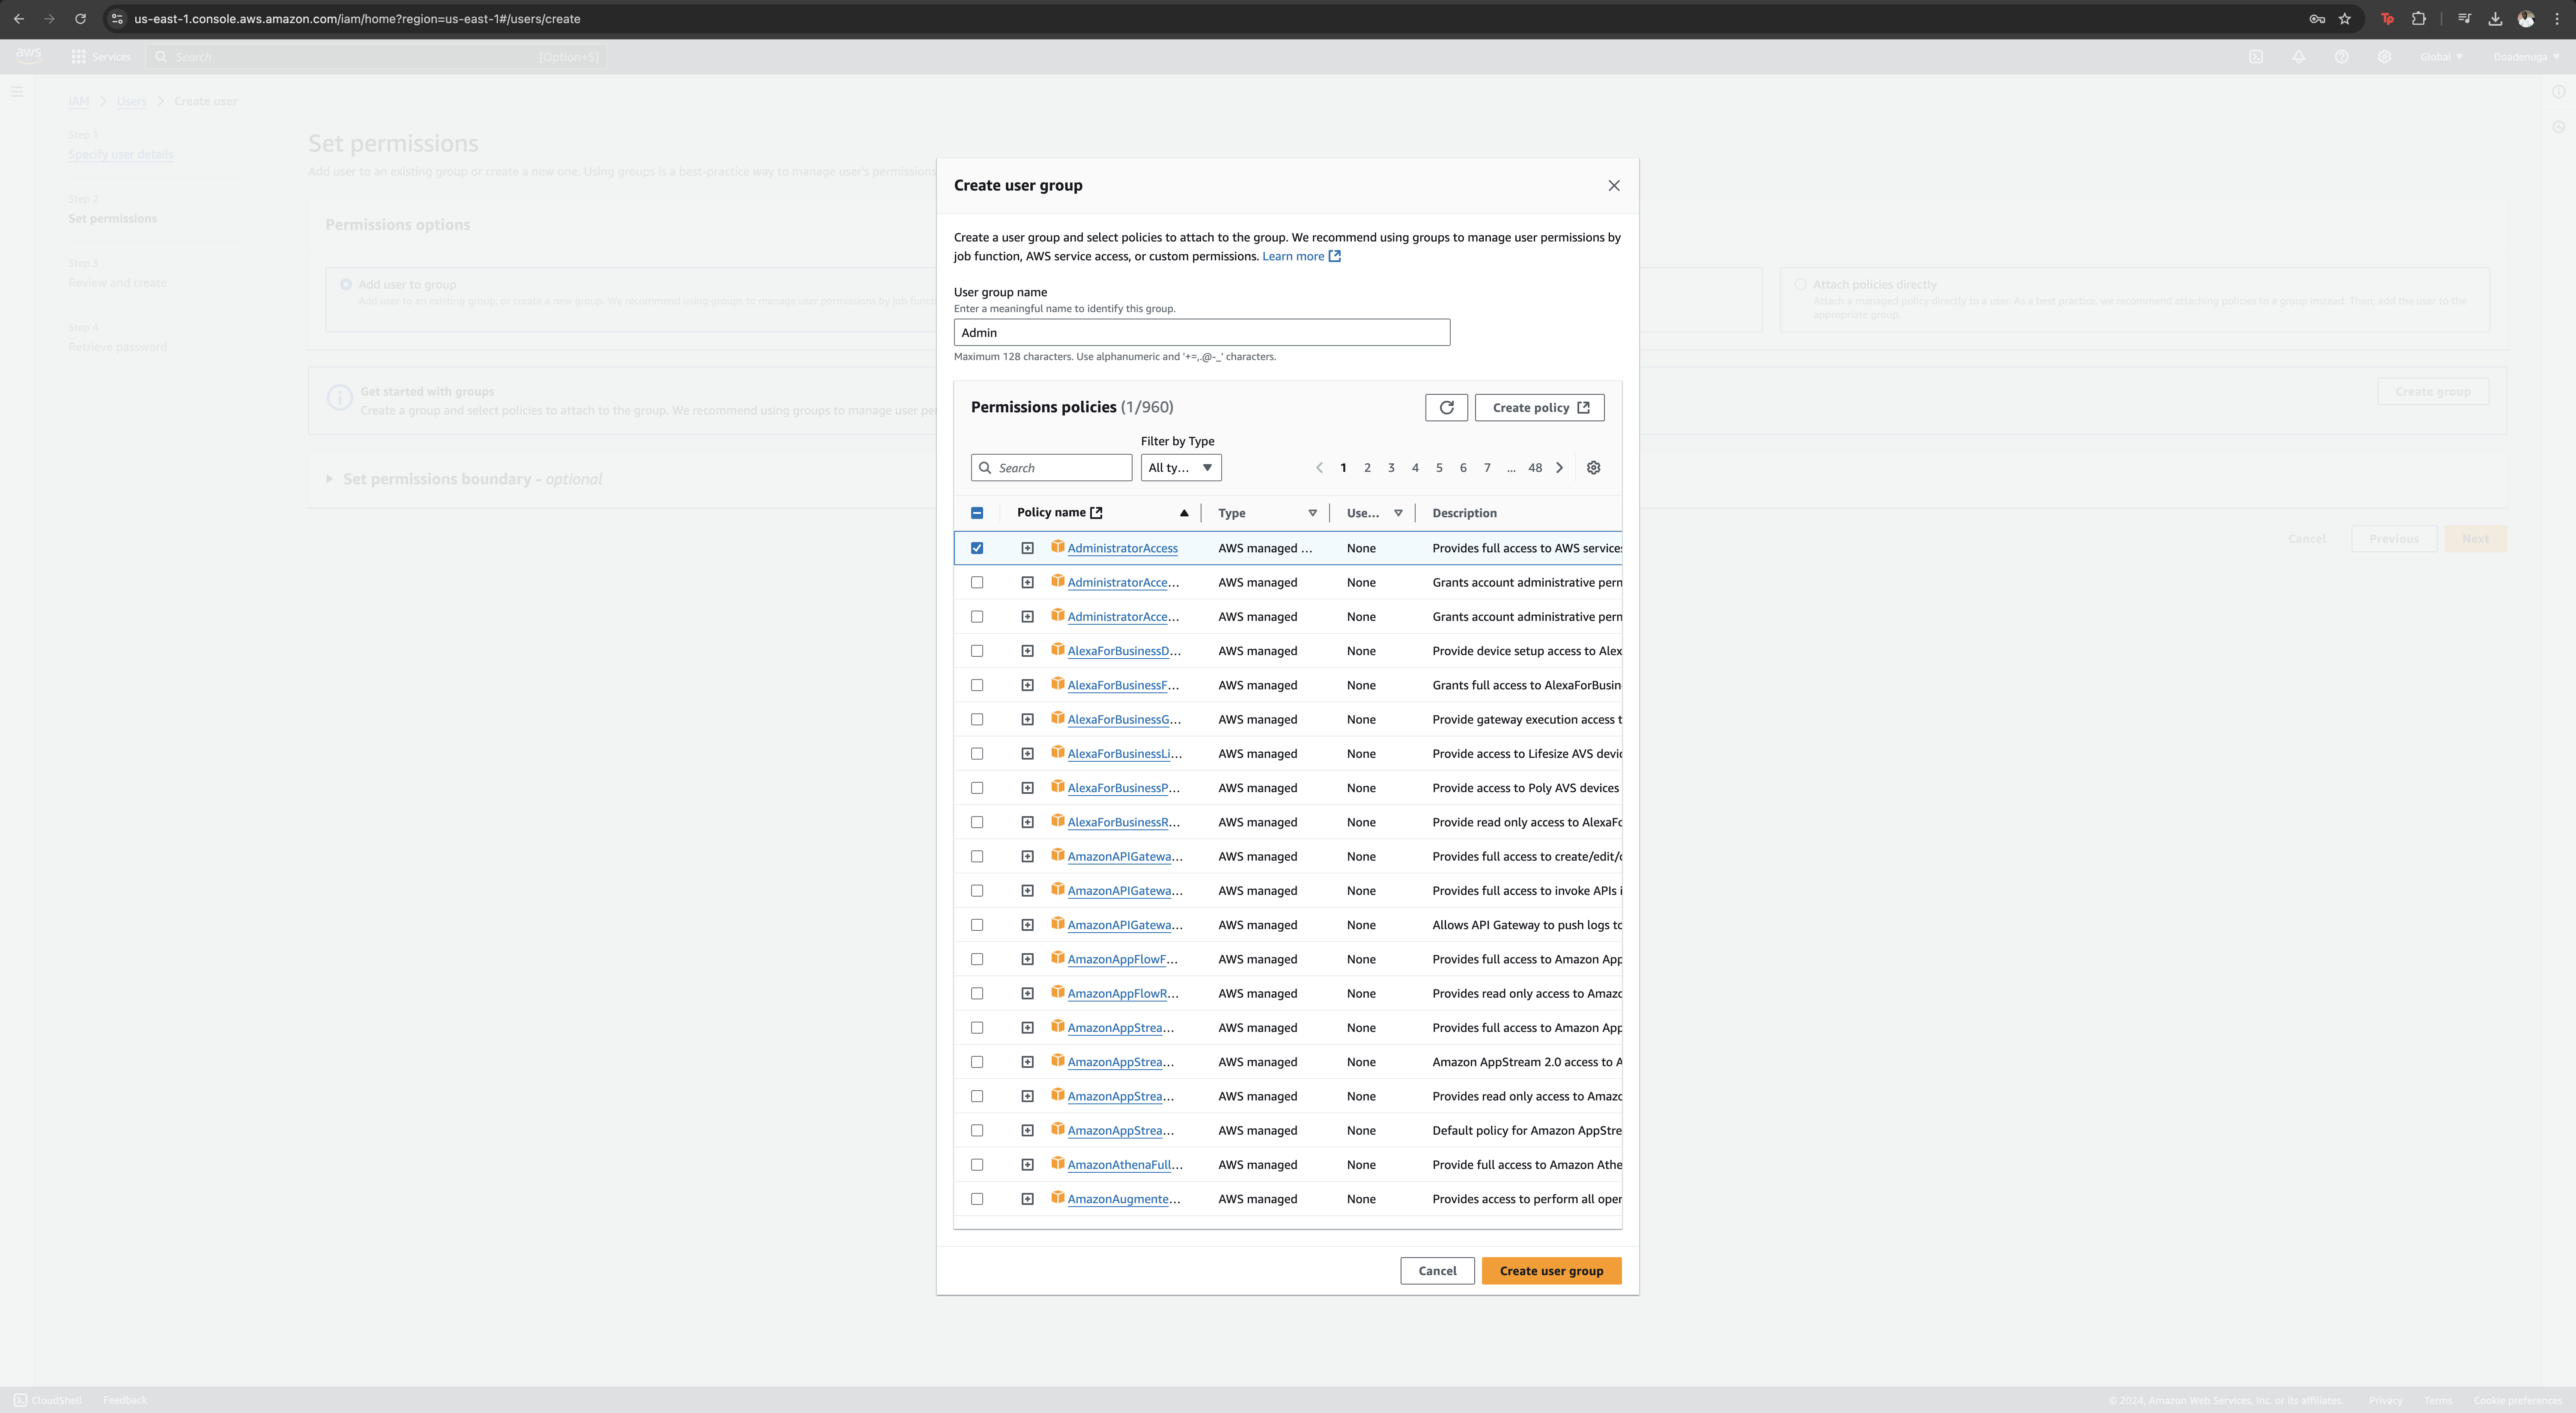 us-east-1.console.aws.amazon.com/iam/home?region=us-east-1#/users/create
aws
Services
Search
[Option+S]
Global
Doadenuga
IAM
Users
Create user
Step 1
Specify user details
Step 2
Set permissions
Step 3
Review and create
Step 4
Retrieve password
Set permissions
Add user to an existing group or create a new one. Using groups is a best-practice way to manage user's permissions
Permissions options
Add user to group
Add user to an existing group, or create a new group. We recommend using groups to manage user permissions by job func
Attach policies directly
Attach a managed policy directly to a user. As a best practice, we recommend attaching policies to a group instead. Then, add the user to the
appropriate group.
Get started with groups
Create a group and select policies to attach to the group. We recommend using groups to manage user per
Create group
Set permissions boundary - optional
Cancel
Previous
Next
Create user group
Create a user group and select policies to attach to the group. We recommend using groups to manage user permissions by
job function, AWS service access, or custom permissions. Learn more
User group name
Enter a meaningful name to identify this group.
Admin
Maximum 128 characters. Use alphanumeric and '+=,.@-_' characters.
Permissions policies (1/960)
Create policy
Filter by Type
Search
All ty...
1 2 3 4 5 6 7 ... 48
Policy name Type Use... Description
AdministratorAccess AWS managed ... None Provides full access to AWS services
AdministratorAcce... AWS managed None Grants account administrative perm
AdministratorAcce... AWS managed None Grants account administrative perm
AlexaForBusinessD... AWS managed None Provide device setup access to Alex
AlexaForBusinessF... AWS managed None Grants full access to AlexaForBusin
AlexaForBusinessG... AWS managed None Provide gateway execution access t
AlexaForBusinessLi... AWS managed None Provide access to Lifesize AVS devic
AlexaForBusinessP... AWS managed None Provide access to Poly AVS devices
AlexaForBusinessR... AWS managed None Provide read only access to AlexaFo
AmazonAPIGatewa... AWS managed None Provides full access to create/edit/d
AmazonAPIGatewa... AWS managed None Provides full access to invoke APIs i
AmazonAPIGatewa... AWS managed None Allows API Gateway to push logs to
AmazonAppFlowF... AWS managed None Provides full access to Amazon App
AmazonAppFlowR... AWS managed None Provides read only access to Amazo
AmazonAppStrea... AWS managed None Provides full access to Amazon App
AmazonAppStrea... AWS managed None Amazon AppStream 2.0 access to A
AmazonAppStrea... AWS managed None Provides read only access to Amazo
AmazonAppStrea... AWS managed None Default policy for Amazon AppStre
AmazonAthenaFull... AWS managed None Provide full access to Amazon Athe
AmazonAugmente... AWS managed None Provides access to perform all oper
Cancel
Create user group
CloudShell
Feedback
© 2024, Amazon Web Services, Inc. or its affiliates.
Privacy
Terms
Cookie preferences